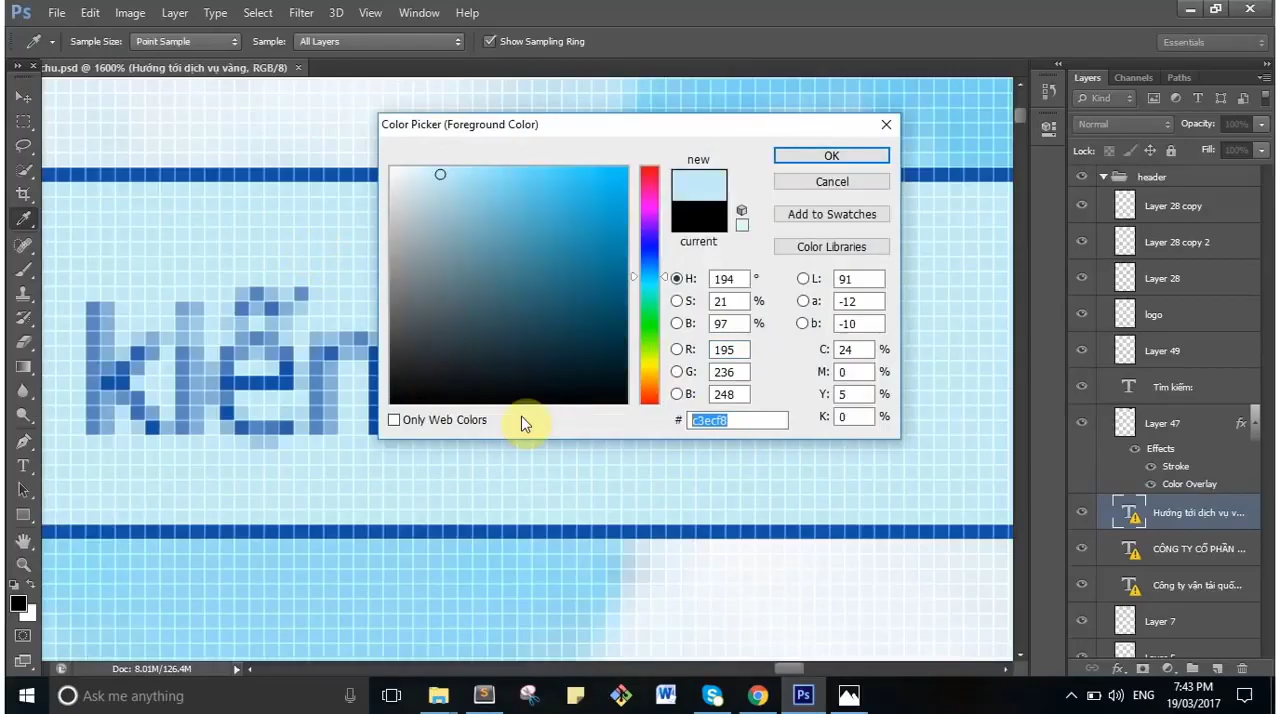 Ps File Edit Image Layer Type Select Filter 3D View Window Help
Sample Size: Point Sample Sample: All Layers Show Sampling Ring Essentials
chu.psd @ 1600% (Hướng tới dịch vụ vàng, RGB/8) ×
Layers Channels Paths
Kind
Normal Opacity: 100%
Lock: Fill: 100%
header
Layer 28 copy
Layer 28 copy 2
Layer 28
logo
Layer 49
Tìm kiếm:
Layer 47 fx
Effects
Stroke
Color Overlay
Hướng tới dịch vụ v...
CÔNG TY CỔ PHẦN ...
Công ty vận tải quố...
Layer 7
Color Picker (Foreground Color)
new
current
OK
Cancel
Add to Swatches
Color Libraries
H: 194 ° L: 91
S: 21 % a: -12
B: 97 % b: -10
R: 195 C: 24 %
G: 236 M: 0 %
B: 248 Y: 5 %
# c3ecf8 K: 0 %
Only Web Colors
Doc: 8.01M/126.4M
Ask me anything
ENG
7:43 PM
19/03/2017